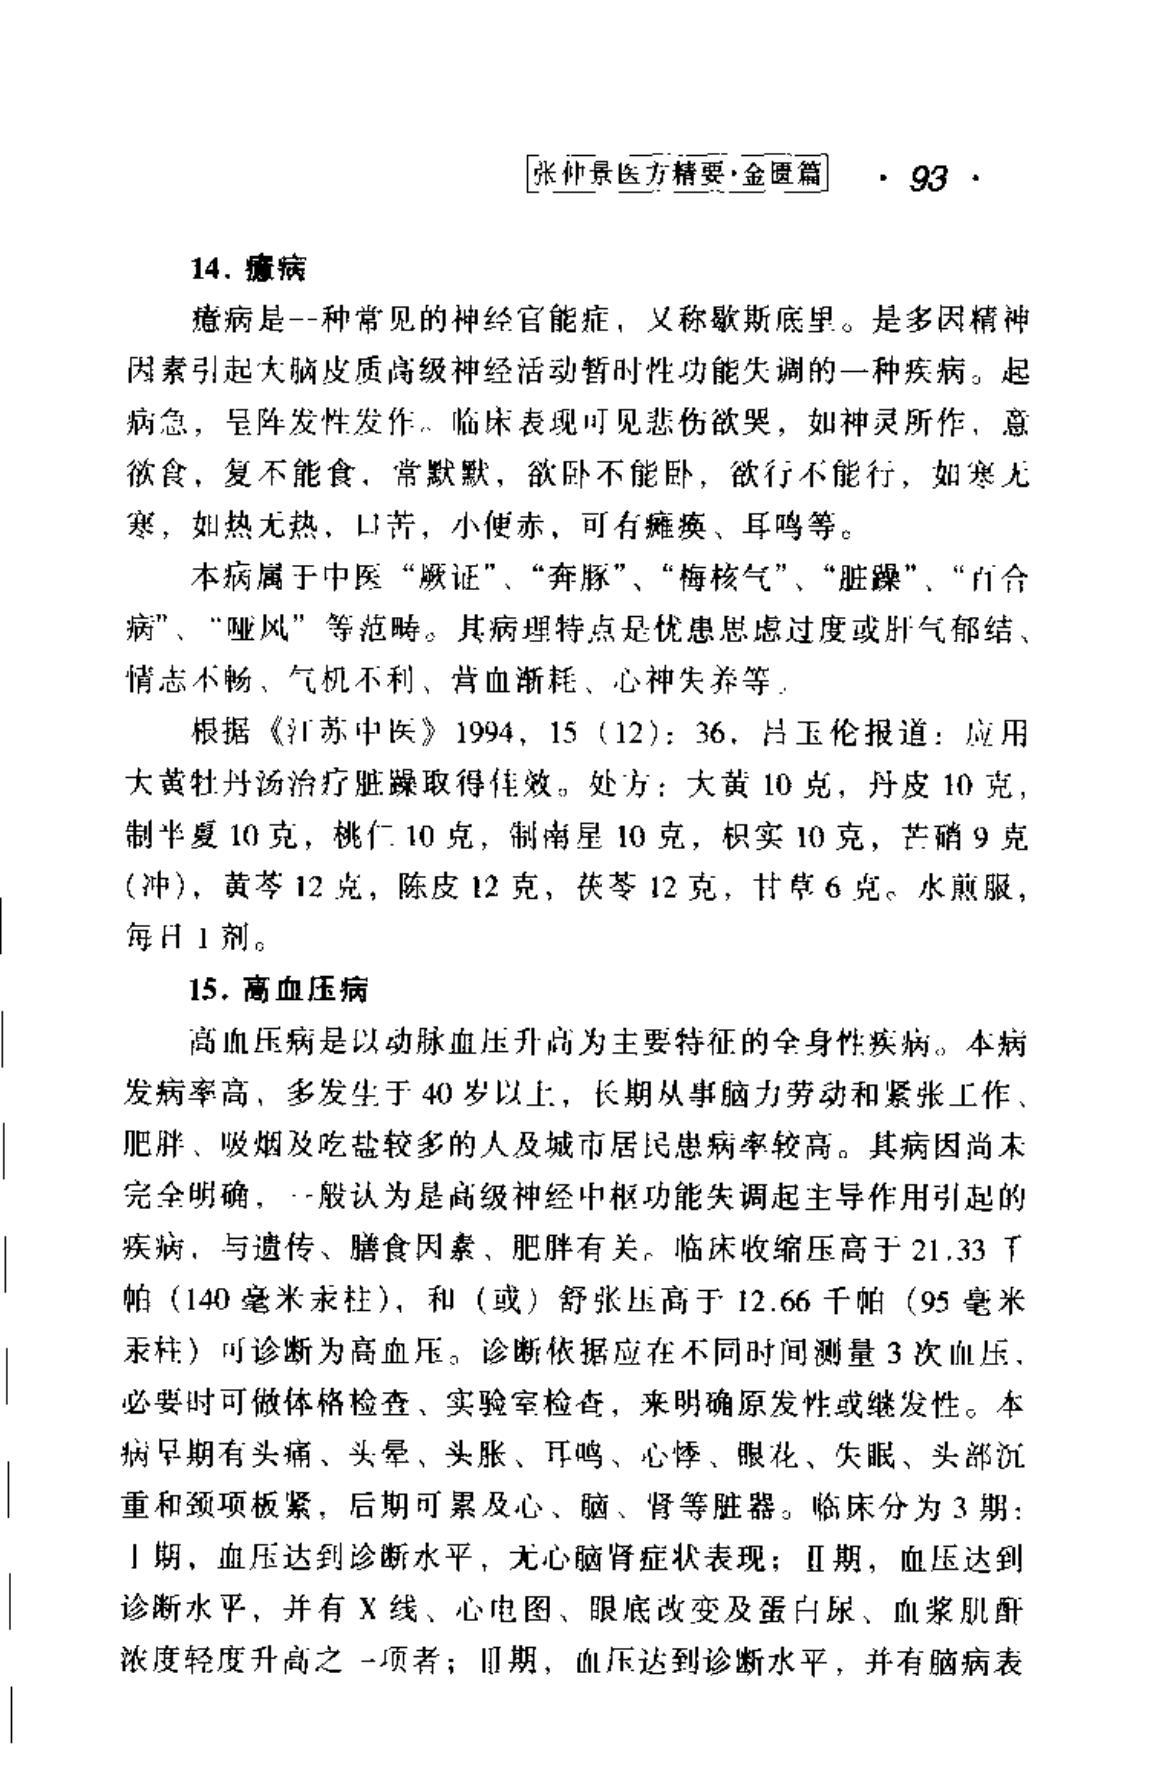 张仲景医方精要·金匮篇 · 93 ·
14. 癔病
癔病是一种常见的神经官能症，又称歇斯底里。是多因精神
因素引起大脑皮质高级神经活动暂时性功能失调的一种疾病。起
病急，呈阵发性发作。临床表现可见悲伤欲哭，如神灵所作，意
欲食，复不能食，常默默，欲卧不能卧，欲行不能行，如寒无
寒，如热无热，口苦，小便赤，可有瘫痪、耳鸣等。
本病属于中医“厥证”、“奔豚”、“梅核气”、“脏躁”、“百合
病”、“哑风”等范畴。其病理特点是忧患思虑过度或肝气郁结、
情志不畅、气机不利、营血渐耗、心神失养等。
根据《江苏中医》1994，15（12）：36，吕玉伦报道：应用
大黄牡丹汤治疗脏躁取得佳效。处方：大黄 10 克，丹皮 10 克，
制半夏 10 克，桃仁 10 克，制南星 10 克，枳实 10 克，芒硝 9 克
（冲），黄芩 12 克，陈皮 12 克，茯苓 12 克，甘草 6 克。水煎服，
每日 1 剂。
15. 高血压病
高血压病是以动脉血压升高为主要特征的全身性疾病。本病
发病率高，多发生于 40 岁以上，长期从事脑力劳动和紧张工作、
肥胖、吸烟及吃盐较多的人及城市居民患病率较高。其病因尚未
完全明确，一般认为是高级神经中枢功能失调起主导作用引起的
疾病，与遗传、膳食因素、肥胖有关。临床收缩压高于 21.33 千
帕（140 毫米汞柱），和（或）舒张压高于 12.66 千帕（95 毫米
汞柱）可诊断为高血压。诊断依据应在不同时间测量 3 次血压，
必要时可做体格检查、实验室检查，来明确原发性或继发性。本
病早期有头痛、头晕、头胀、耳鸣、心悸、眼花、失眠、头部沉
重和颈项板紧，后期可累及心、脑、肾等脏器。临床分为 3 期：
Ⅰ期，血压达到诊断水平，无心脑肾症状表现；Ⅱ期，血压达到
诊断水平，并有 X 线、心电图、眼底改变及蛋白尿、血浆肌酐
浓度轻度升高之一项者；Ⅲ期，血压达到诊断水平，并有脑病表